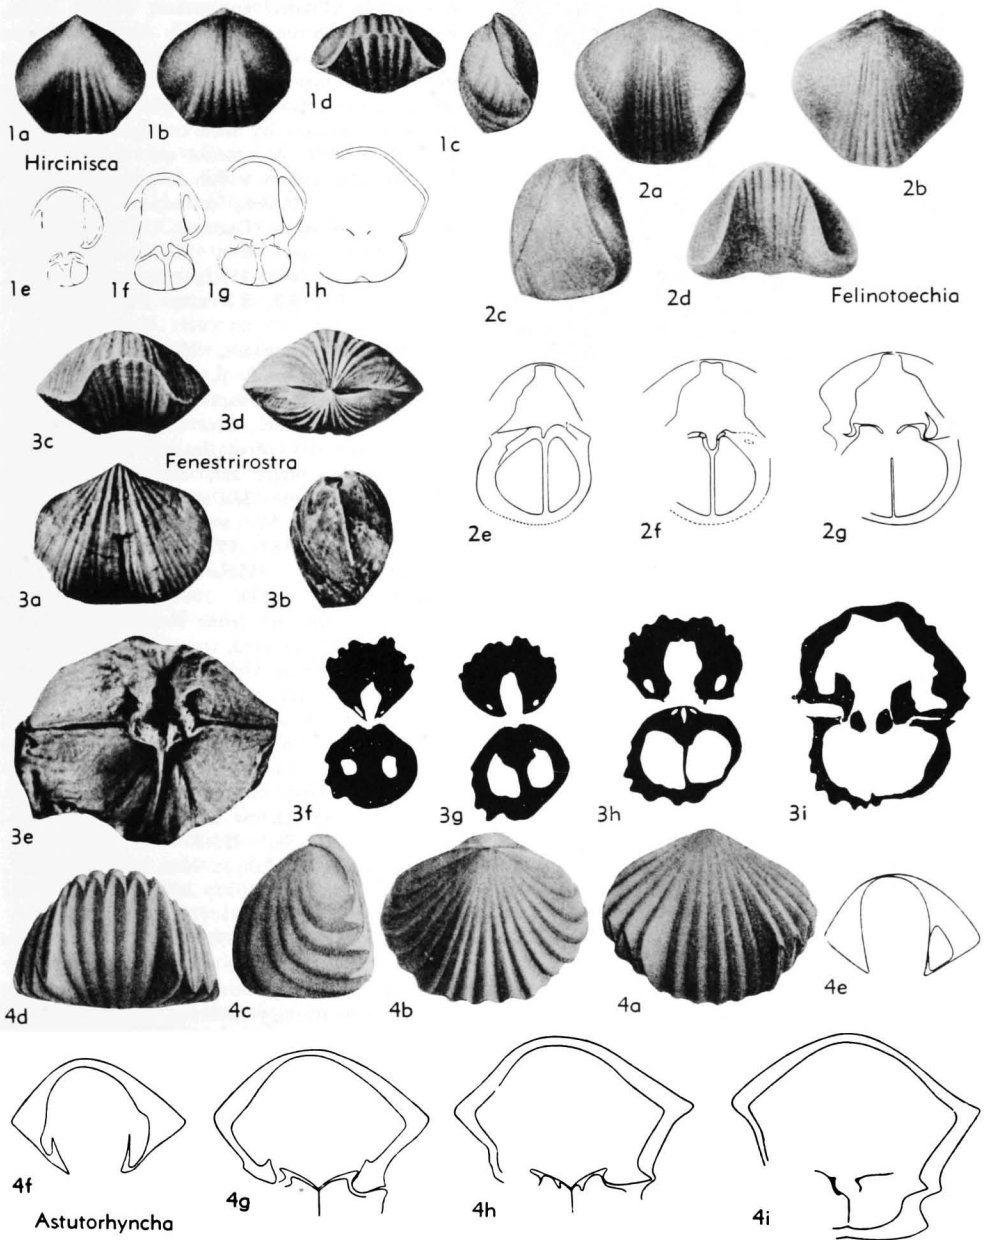 1a
1b
1d
1c
2a
2b
Hircinisca
1e
1f
1g
1h
2c
2d
Felinotoechia
3c
3d
Fenestrirostra
3a
3b
2e
2f
2g
3e
3f
3g
3h
3i
4d
4c
4b
4a
4e
4f
4g
4h
4i
Astutorhyncha